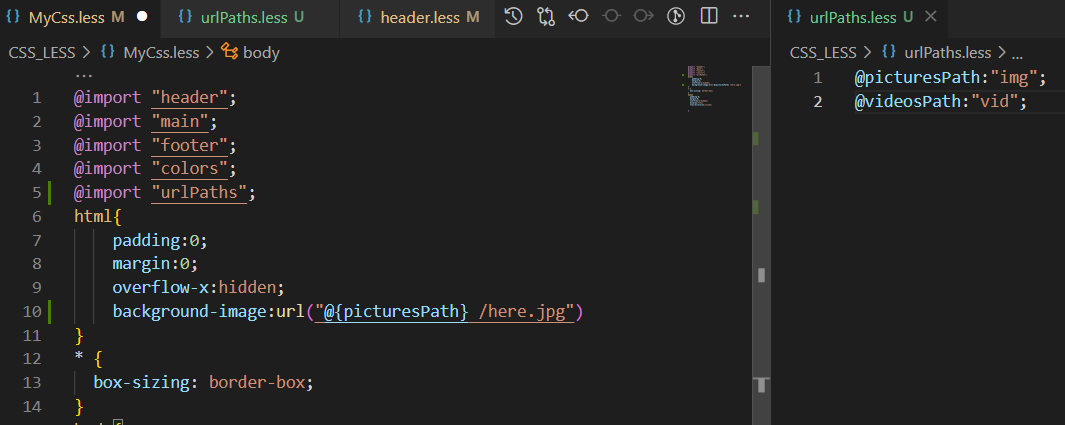 MyCss.less M
urlPaths.less U
header.less M
urlPaths.less U
CSS_LESS > MyCss.less > body
...
1 @import "header";
2 @import "main";
3 @import "footer";
4 @import "colors";
5 @import "urlPaths";
6 html{
7 padding:0;
8 margin:0;
9 overflow-x:hidden;
10 background-image:url("@{picturesPath} /here.jpg")
11 }
12 * {
13 box-sizing: border-box;
14 }
CSS_LESS > urlPaths.less > ...
1 @picturesPath:"img";
2 @videosPath:"vid";